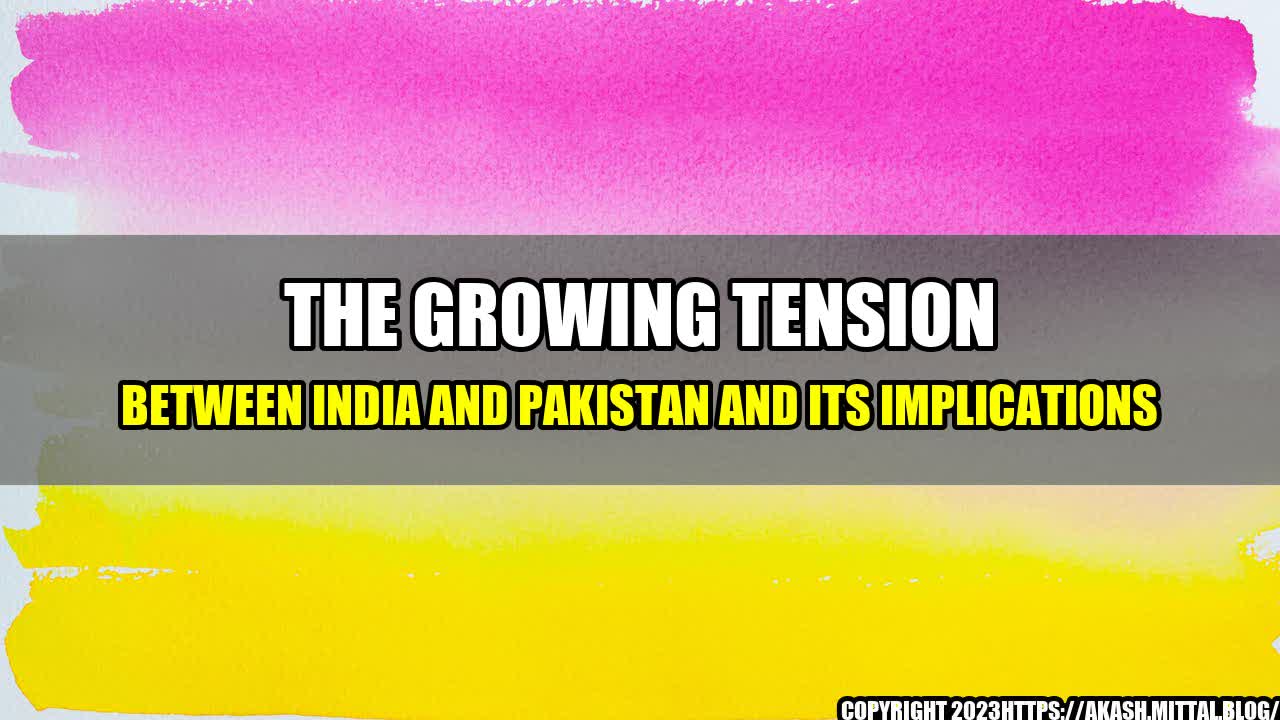 THE GROWING TENSION
BETWEEN INDIA AND PAKISTAN AND ITS IMPLICATIONS
COPYRIGHT 2023HTTPS://AKASH.MITTAL.BLOG/